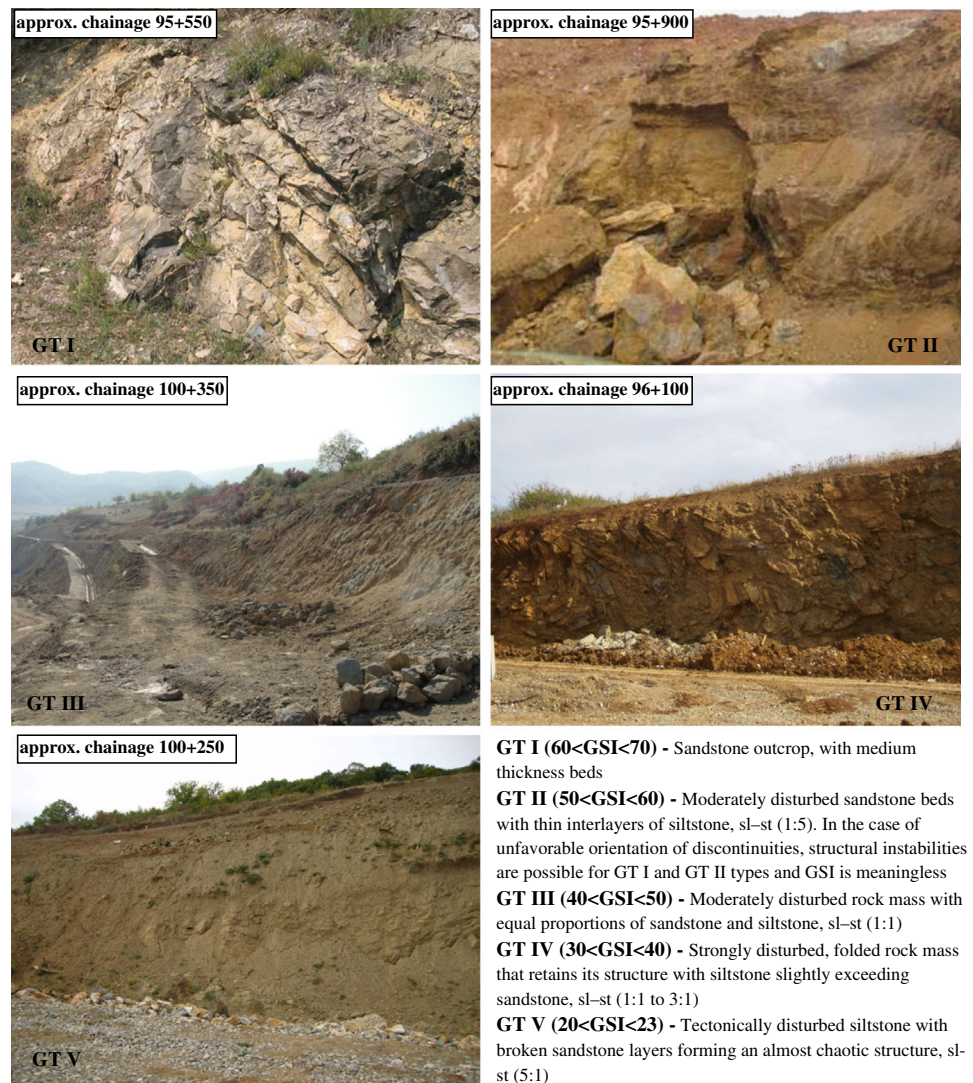 approx. chainage 95+550
GT I
approx. chainage 95+900
GT II
approx. chainage 100+350
GT III
approx. chainage 96+100
GT IV
approx. chainage 100+250
GT V
GT I (60<GSI<70) - Sandstone outcrop, with medium
thickness beds
GT II (50<GSI<60) - Moderately disturbed sandstone beds
with thin interlayers of siltstone, sl–st (1:5). In the case of
unfavorable orientation of discontinuities, structural instabilities
are possible for GT I and GT II types and GSI is meaningless
GT III (40<GSI<50) - Moderately disturbed rock mass with
equal proportions of sandstone and siltstone, sl–st (1:1)
GT IV (30<GSI<40) - Strongly disturbed, folded rock mass
that retains its structure with siltstone slightly exceeding
sandstone, sl–st (1:1 to 3:1)
GT V (20<GSI<23) - Tectonically disturbed siltstone with
broken sandstone layers forming an almost chaotic structure, sl-
st (5:1)